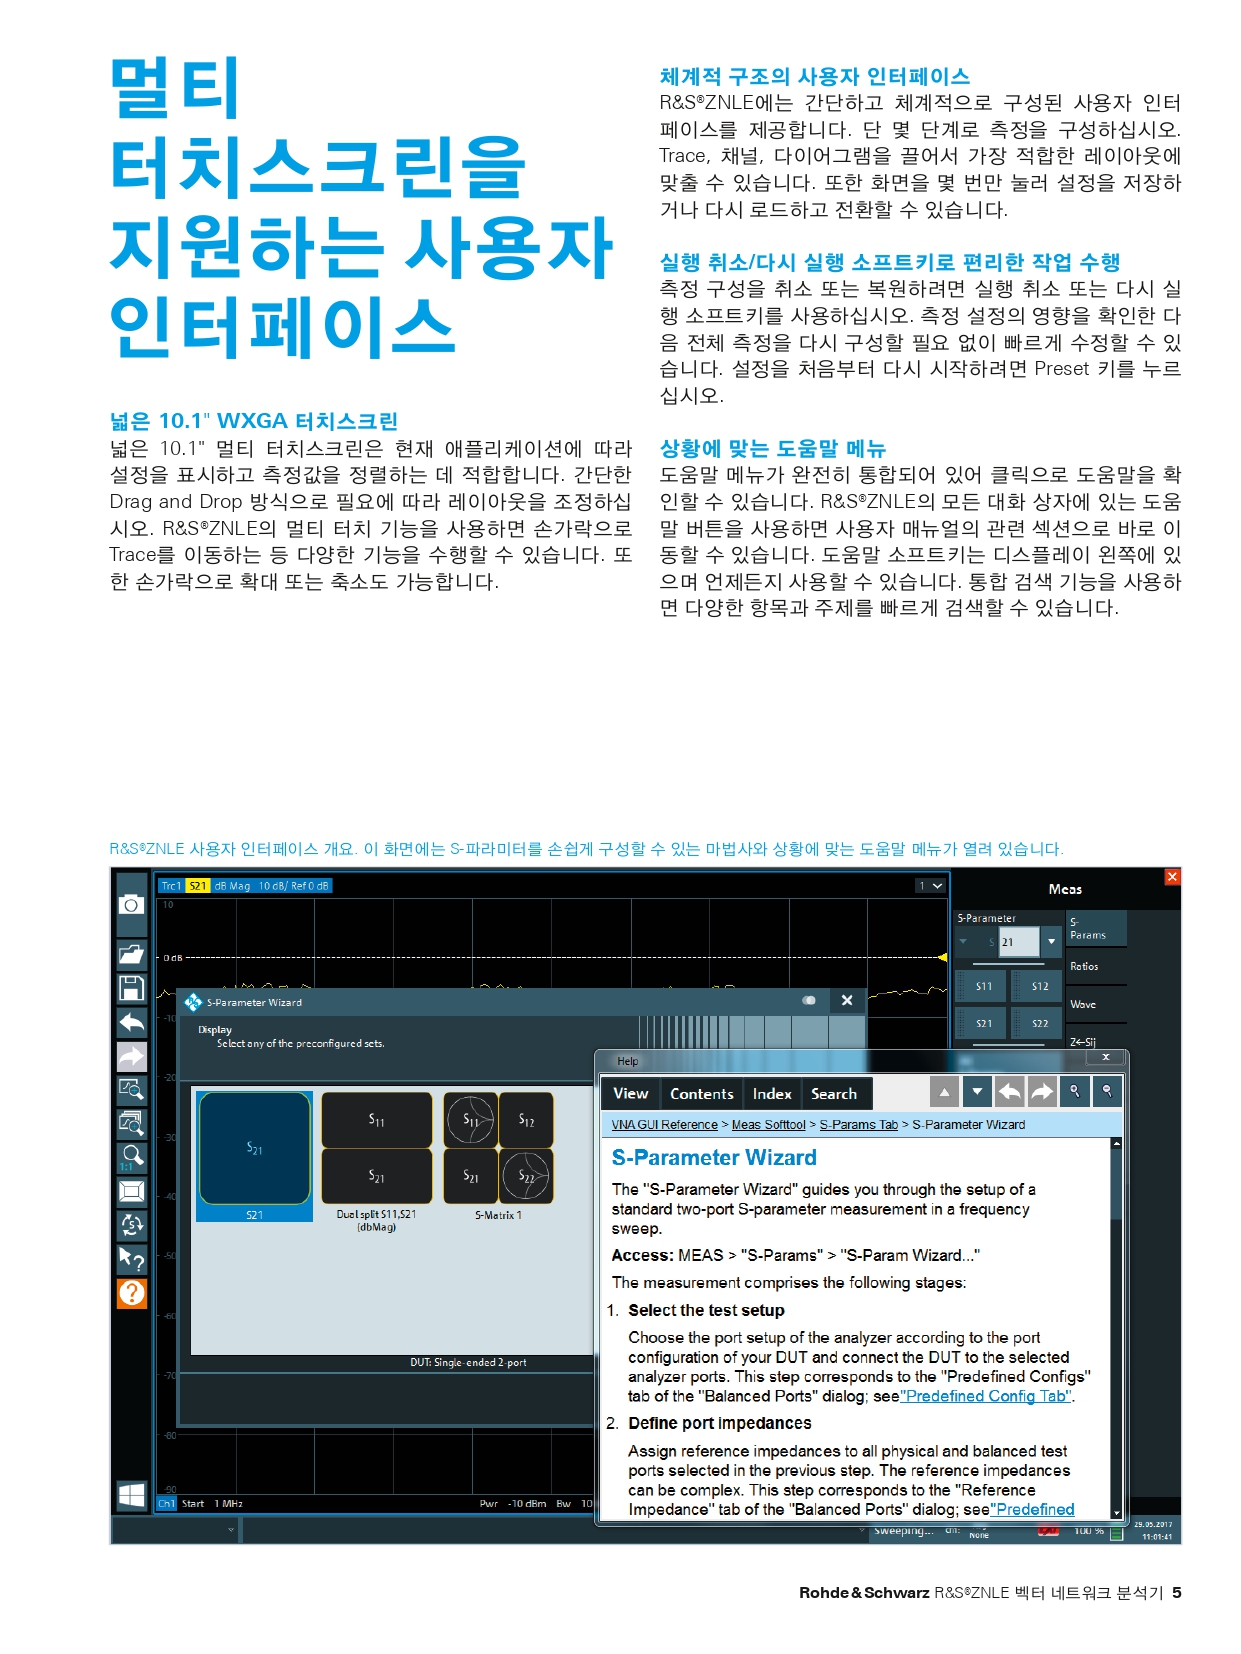 멀티
터치스크린을
지원하는 사용자
인터페이스
넓은 10.1" WXGA 터치스크린
넓은 10.1" 멀티 터치스크린은 현재 애플리케이션에 따라
설정을 표시하고 측정값을 정렬하는 데 적합합니다. 간단한
Drag and Drop 방식으로 필요에 따라 레이아웃을 조정하십
시오. R&S®ZNLE의 멀티 터치 기능을 사용하면 손가락으로
Trace를 이동하는 등 다양한 기능을 수행할 수 있습니다. 또
한 손가락으로 확대 또는 축소도 가능합니다.
체계적 구조의 사용자 인터페이스
R&S®ZNLE에는 간단하고 체계적으로 구성된 사용자 인터
페이스를 제공합니다. 단 몇 단계로 측정을 구성하십시오.
Trace, 채널, 다이어그램을 끌어서 가장 적합한 레이아웃에
맞출 수 있습니다. 또한 화면을 몇 번만 눌러 설정을 저장하
거나 다시 로드하고 전환할 수 있습니다.
실행 취소/다시 실행 소프트키로 편리한 작업 수행
측정 구성을 취소 또는 복원하려면 실행 취소 또는 다시 실
행 소프트키를 사용하십시오. 측정 설정의 영향을 확인한 다
음 전체 측정을 다시 구성할 필요 없이 빠르게 수정할 수 있
습니다. 설정을 처음부터 다시 시작하려면 Preset 키를 누르
십시오.
상황에 맞는 도움말 메뉴
도움말 메뉴가 완전히 통합되어 있어 클릭으로 도움말을 확
인할 수 있습니다. R&S®ZNLE의 모든 대화 상자에 있는 도움
말 버튼을 사용하면 사용자 매뉴얼의 관련 섹션으로 바로 이
동할 수 있습니다. 도움말 소프트키는 디스플레이 왼쪽에 있
으며 언제든지 사용할 수 있습니다. 통합 검색 기능을 사용하
면 다양한 항목과 주제를 빠르게 검색할 수 있습니다.
R&S®ZNLE 사용자 인터페이스 개요. 이 화면에는 S-파라미터를 손쉽게 구성할 수 있는 마법사와 상황에 맞는 도움말 메뉴가 열려 있습니다.
Trc1 S21 dB Mag 10 dB/ Ref 0 dB
1
10
0 dB
-10
-20
-30
-40
-50
-60
-70
-80
-90
1:1
S-Parameter Wizard
Display
Select any of the preconfigured sets.
S21
S21
S11
S21
Dual split S11,S21
(dbMag)
S11
S12
S21
S22
S-Matrix 1
DUT: Single-ended 2-port
Ch1 Start 1 MHz
Pwr -10 dBm Bw 10
Meas
S-Parameter
S 21
S11 S12
S21 S22
S-
Params
Ratios
Wave
Z←Sij
Help
View Contents Index Search
VNA GUI Reference > Meas Softtool > S-Params Tab > S-Parameter Wizard
S-Parameter Wizard
The "S-Parameter Wizard" guides you through the setup of a
standard two-port S-parameter measurement in a frequency
sweep.
Access: MEAS > "S-Params" > "S-Param Wizard..."
The measurement comprises the following stages:
1. Select the test setup
Choose the port setup of the analyzer according to the port
configuration of your DUT and connect the DUT to the selected
analyzer ports. This step corresponds to the "Predefined Configs"
tab of the "Balanced Ports" dialog; see"Predefined Config Tab".
2. Define port impedances
Assign reference impedances to all physical and balanced test
ports selected in the previous step. The reference impedances
can be complex. This step corresponds to the "Reference
Impedance" tab of the "Balanced Ports" dialog; see"Predefined
Sweeping...
Ch1:
None
100 %
29.05.2017
11:01:41
Rohde & Schwarz R&S®ZNLE 벡터 네트워크 분석기 5